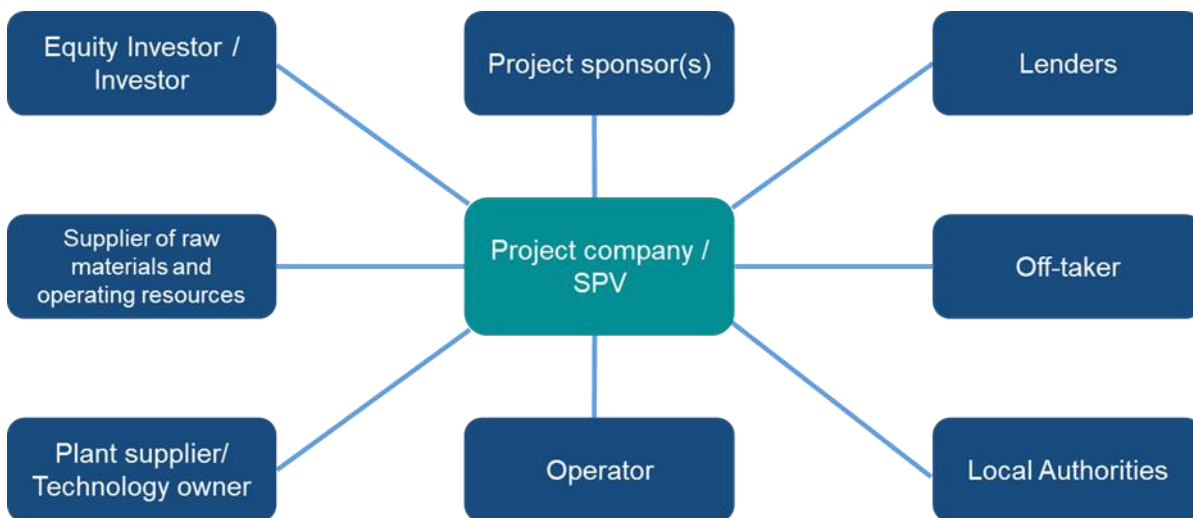 Equity Investor /
Investor
Project sponsor(s)
Lenders
Supplier of raw
materials and
operating resources
Project company /
SPV
Off-taker
Plant supplier/
Technology owner
Operator
Local Authorities